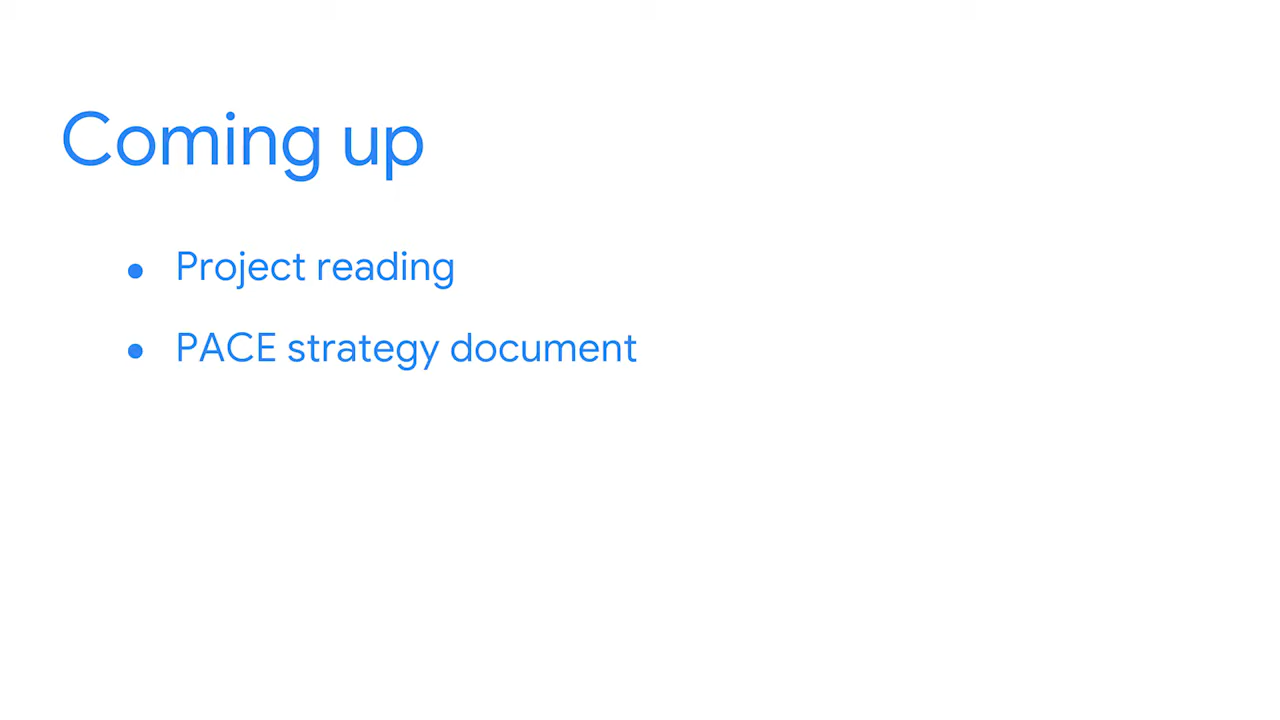 Coming up
● Project reading
● PACE strategy document